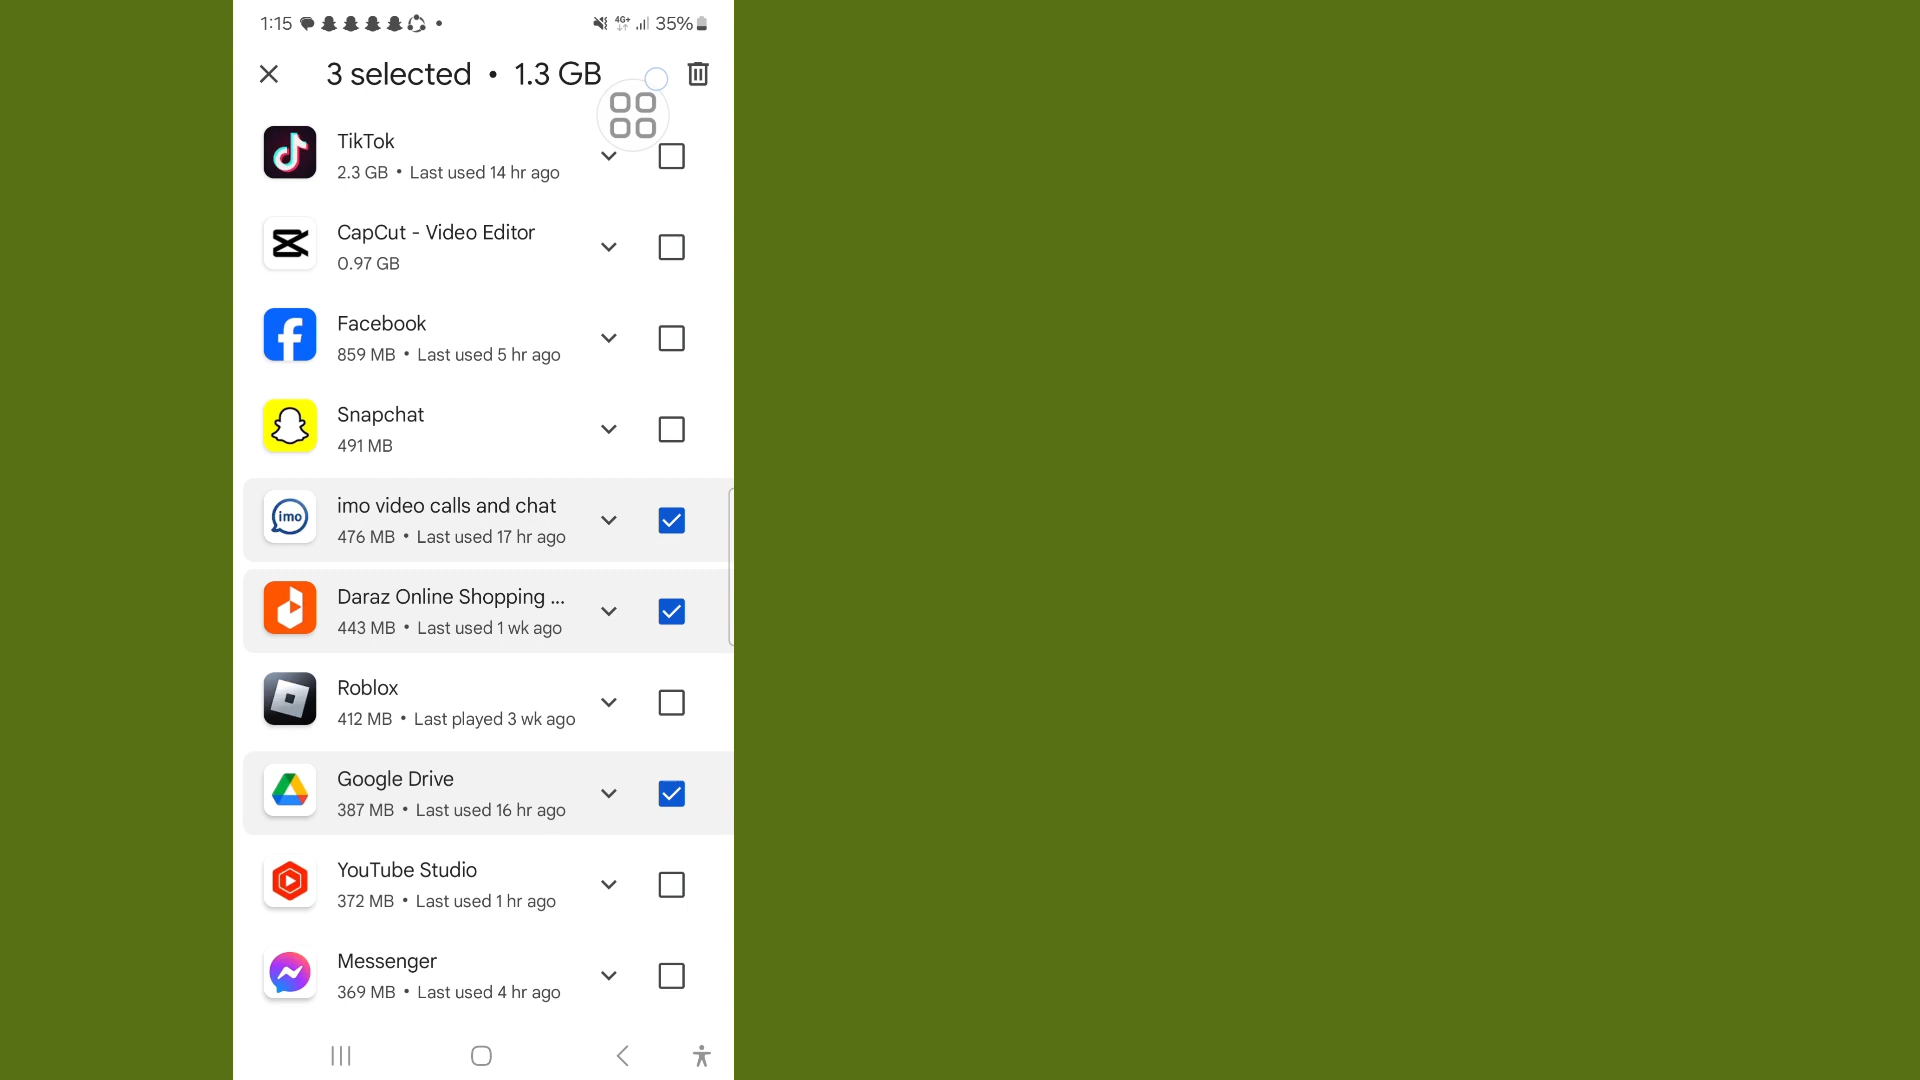 1:15 4G+ 35%
3 selected • 1.3 GB
TikTok
2.3 GB • Last used 14 hr ago
CapCut - Video Editor
0.97 GB
Facebook
859 MB • Last used 5 hr ago
Snapchat
491 MB
imo
imo video calls and chat
476 MB • Last used 17 hr ago
Daraz Online Shopping ...
443 MB • Last used 1 wk ago
Roblox
412 MB • Last played 3 wk ago
Google Drive
387 MB • Last used 16 hr ago
YouTube Studio
372 MB • Last used 1 hr ago
Messenger
369 MB • Last used 4 hr ago